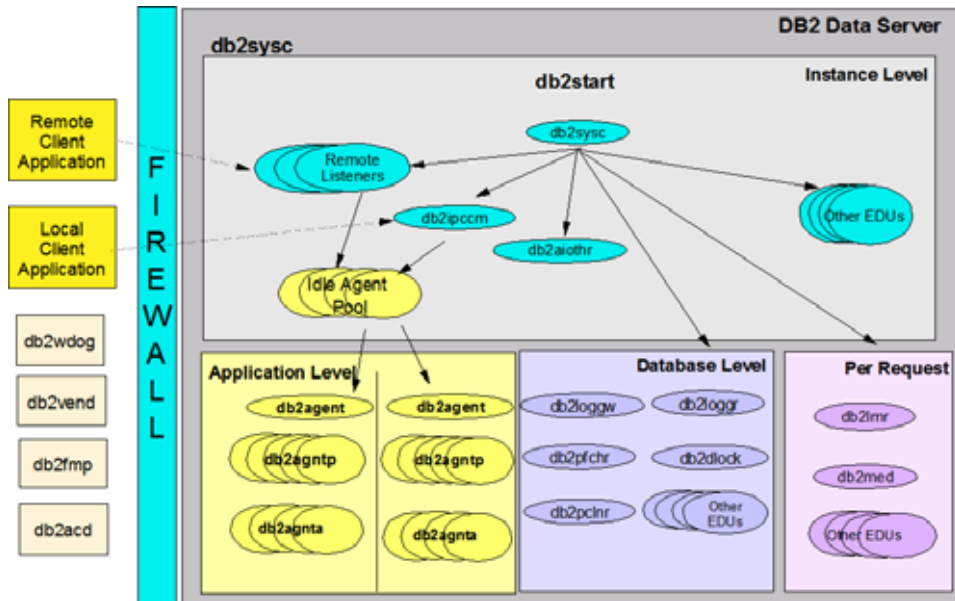 DB2 Data Server
db2sysc
Instance Level
db2start
Remote
Client
Application
db2sysc
Remote
Listeners
Other EDUs
Local
Client
Application
db2ipccm
db2aiothr
Idle Agent
Pool
FIREWALL
db2wdog
db2vend
db2fmp
db2acd
Application Level
db2agent
db2agntp
db2agnta
db2agent
db2agntp
db2agnta
Database Level
db2loggw
db2loggr
db2pfchr
db2dlock
db2pclnr
Other
EDUs
Per Request
db2lmr
db2med
Other EDUs